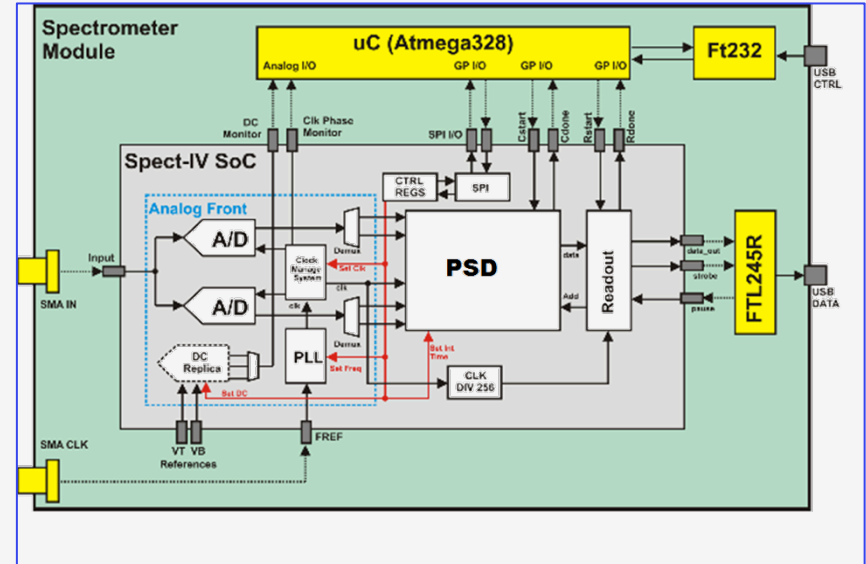 Spectrometer
Module
uC (Atmega328)
Analog I/O
GP I/O
GP I/O
GP I/O
Ft232
USB
CTRL
DC
Monitor
Clk Phase
Monitor
SPI I/O
Cstart
Cdone
Rstart
Rdone
Spect-IV SoC
CTRL
REGS
SPI
Analog Front
A/D
Demux
Clock
Manage
System
Set Clk
clk
PSD
data
Add
Readout
data_out
strobe
pause
FTL245R
USB
DATA
Input
SMA IN
A/D
clk
Demux
DC
Replica
PLL
Set Freq
Set Int
Time
Set DC
CLK
DIV 256
SMA CLK
VT VB
References
FREF